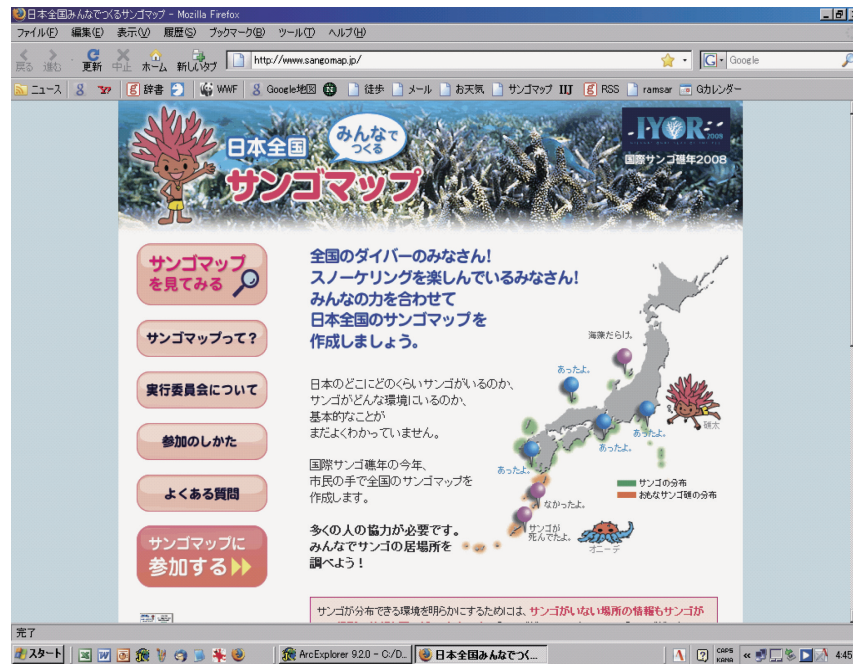 日本全国みんなでつくるサンゴマップ - Mozilla Firefox
ファイル(F) 編集(E) 表示(V) 履歴(S) ブックマーク(B) ツール(T) ヘルプ(H)
戻る 進む 更新 中止 ホーム 新しいタブ http://www.sangomap.jp/ G Google
ニュース 8 辞書 WWF 8 Google地図 徒歩 メール お天気 サンゴマップ IIJ RSS ramsar Gカレンダー
日本全国
みんなで
つくる
サンゴマップ
IYOR 2008
国際サンゴ礁年2008
サンゴマップ
を見てみる
サンゴマップって?
実行委員会について
参加のしかた
よくある質問
サンゴマップに
参加する
全国のダイバーのみなさん!
スノーケリングを楽しんでいるみなさん!
みんなの力を合わせて
日本全国のサンゴマップを
作成しましょう。
日本のどこにどのくらいサンゴがいるのか、
サンゴがどんな環境にいるのか、
基本的なことが
まだよくわかっていません。
国際サンゴ礁年の今年、
市民の手で全国のサンゴマップを
作成します。
多くの人の協力が必要です。
みんなでサンゴの居場所を
調べよう!
海藻だらけ。
あったよ。
あったよ。
あったよ。
あったよ。
礁太
サンゴの分布
おもなサンゴ礁の分布
なかったよ。
サンゴが
死んでたよ。
オニーテ
サンゴが分布できる環境を明らかにするためには、サンゴがいない場所の情報もサンゴが
完了
スタート ArcExplorer 9.2.0 - C:/D... 日本全国みんなでつく... A CAPS KANA 4:45